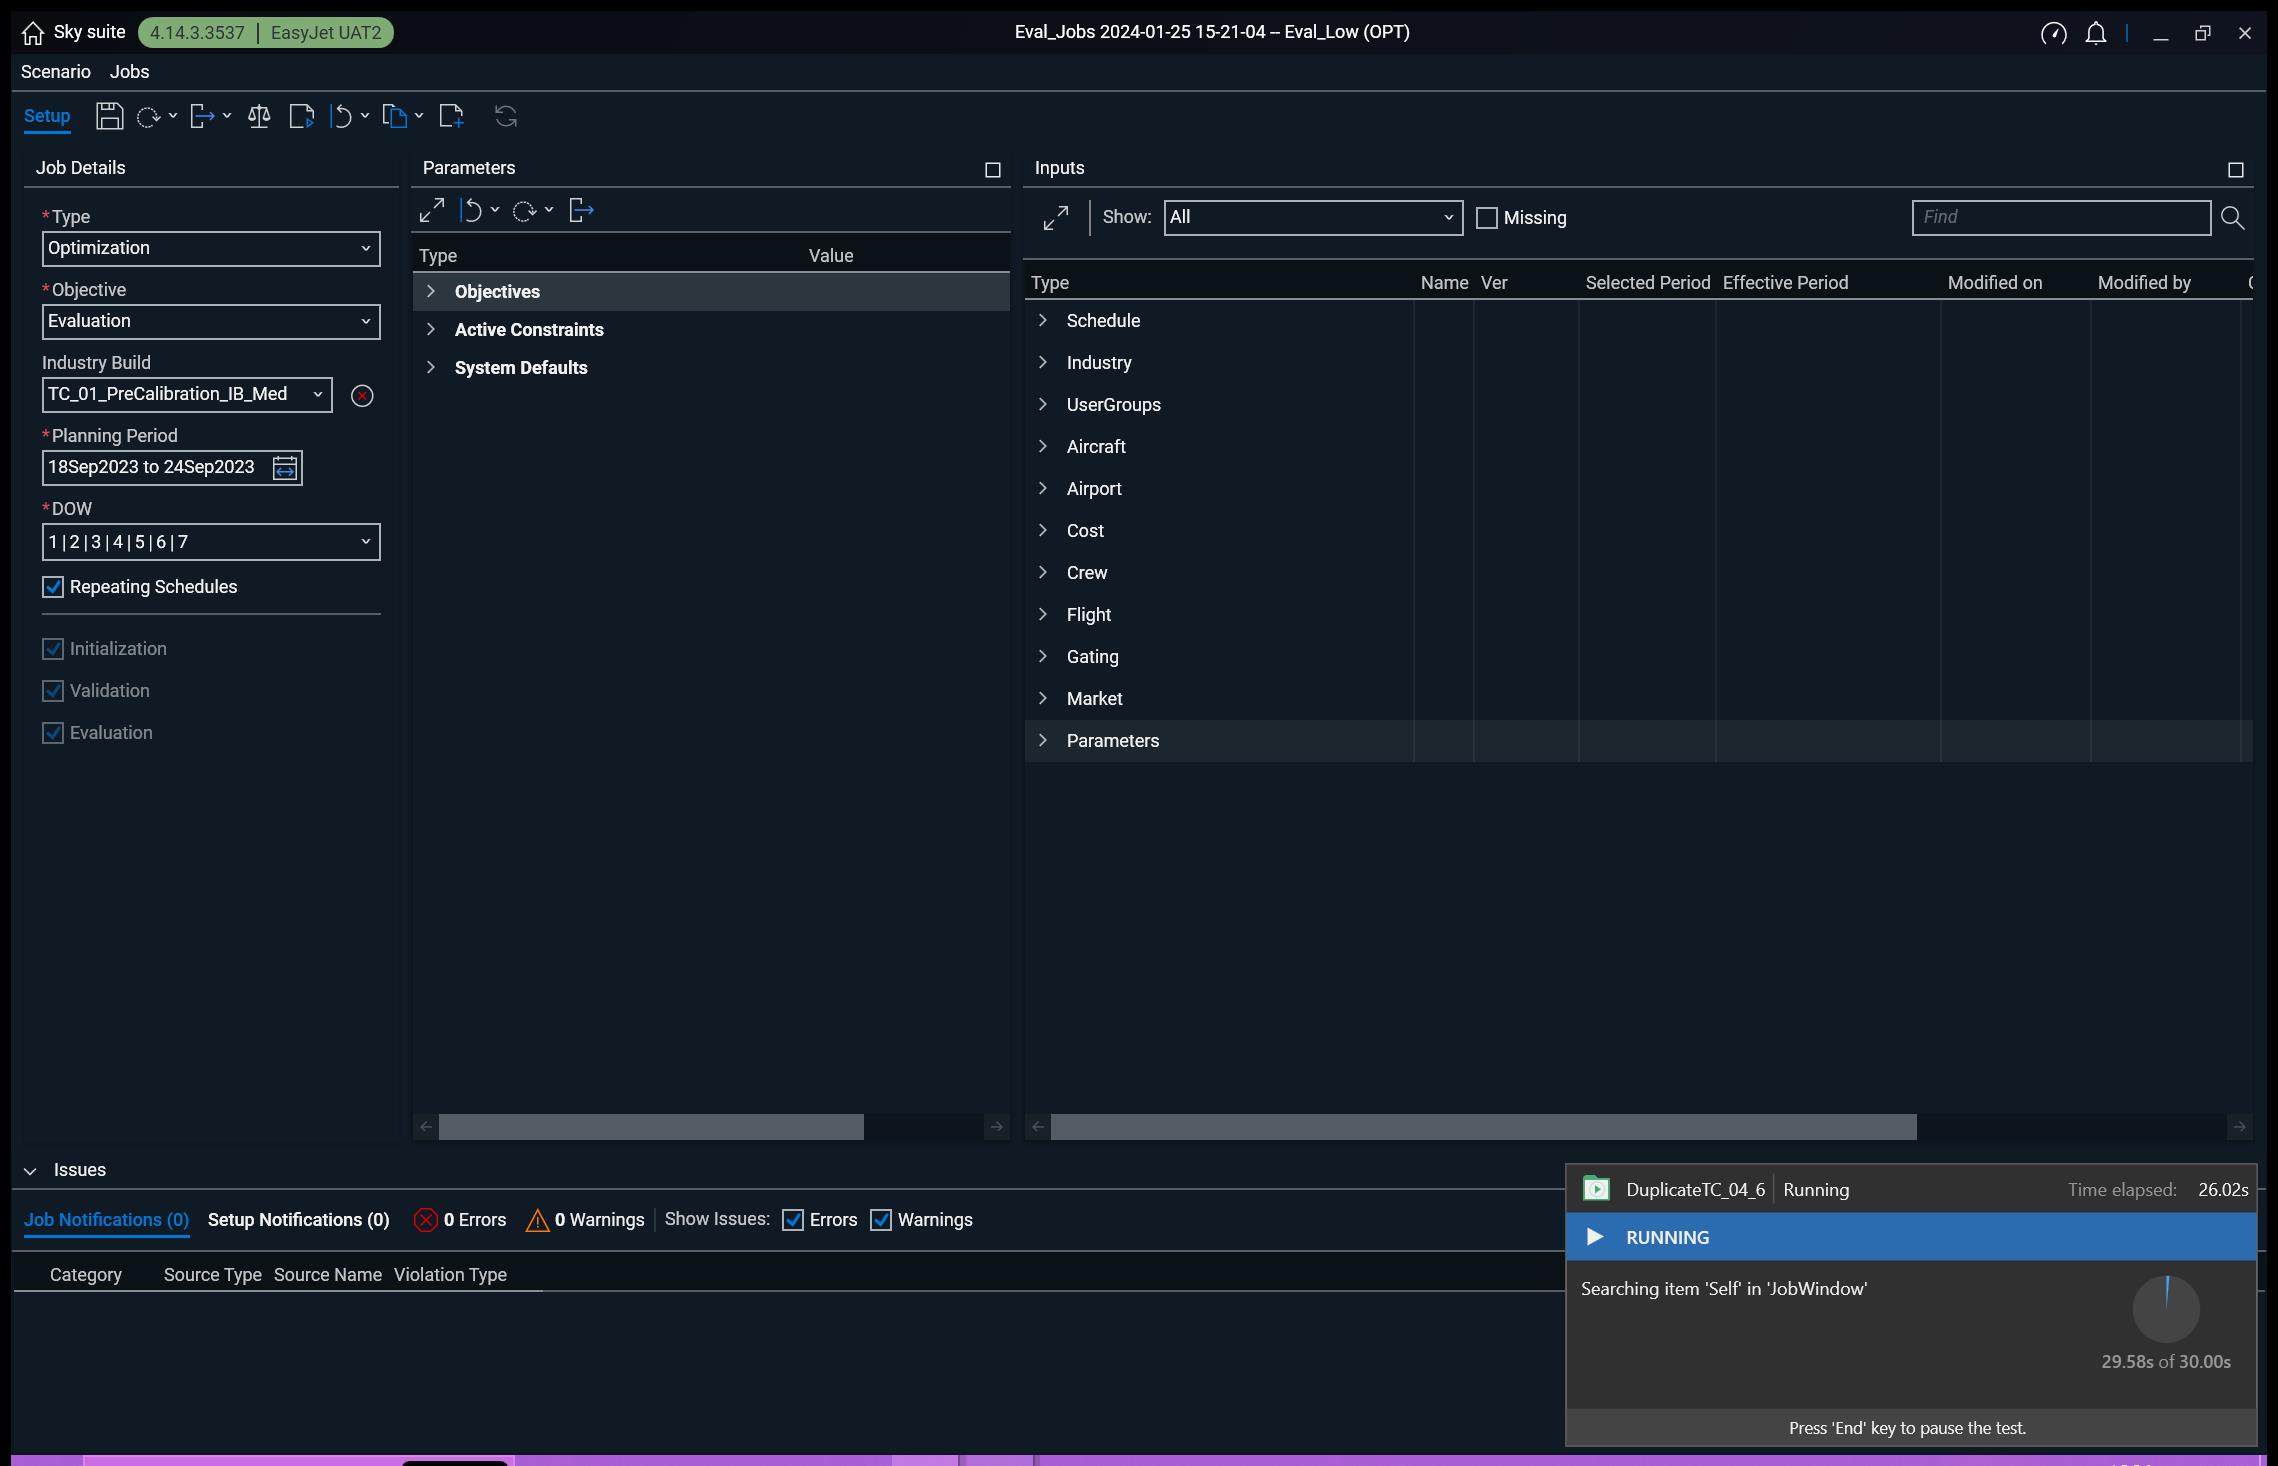 Sky suite 4.14.3.3537 | EasyJet UAT2 Eval_Jobs 2024-01-25 15-21-04 -- Eval_Low (OPT)
Scenario Jobs
Setup
Job Details
*Type
Optimization
*Objective
Evaluation
Industry Build
TC_01_PreCalibration_IB_Med
*Planning Period
18Sep2023 to 24Sep2023
*DOW
1 | 2 | 3 | 4 | 5 | 6 | 7
Repeating Schedules
Initialization
Validation
Evaluation
Parameters
Type Value
Objectives
Active Constraints
System Defaults
Inputs
Show: All Missing Find
Type Name Ver Selected Period Effective Period Modified on Modified by
Schedule
Industry
UserGroups
Aircraft
Airport
Cost
Crew
Flight
Gating
Market
Parameters
Issues
Job Notifications (0) Setup Notifications (0) 0 Errors 0 Warnings Show Issues: Errors Warnings
Category Source Type Source Name Violation Type
DuplicateTC_04_6 | Running Time elapsed: 26.02s
RUNNING
Searching item 'Self' in 'JobWindow'
29.58s of 30.00s
Press 'End' key to pause the test.